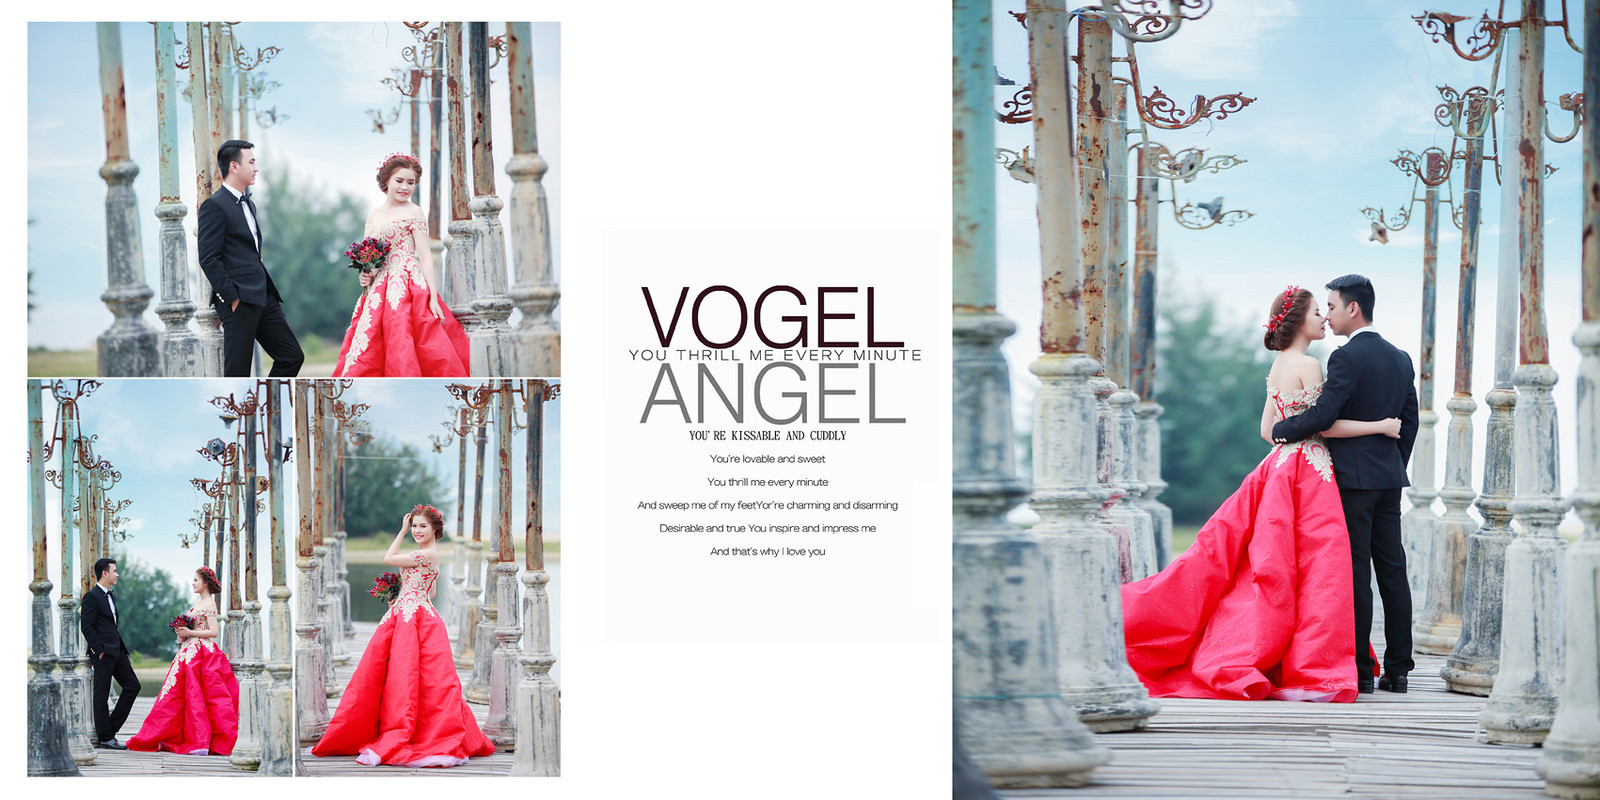 VOGEL
YOU THRILL ME EVERY MINUTE
ANGEL
YOU'RE KISSABLE AND CUDDLY
You're lovable and sweet
You thrill me every minute
And sweep me of my feetYor're charming and disarming
Desirable and true You inspire and impress me
And that's why I love you